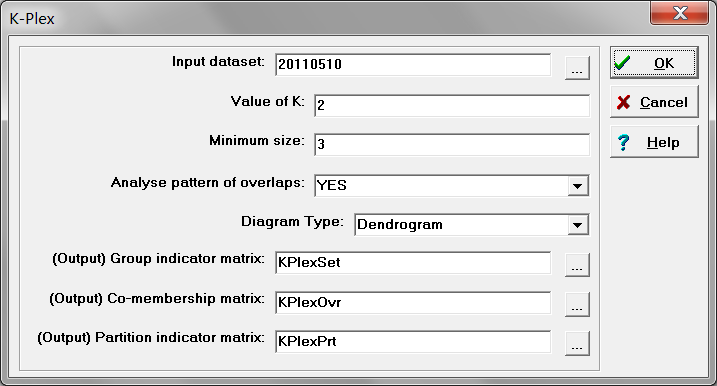 K-Plex
Input dataset: 20110510 ... OK
Value of K: 2 Cancel
Minimum size: 3 Help
Analyse pattern of overlaps: YES
Diagram Type: Dendrogram
(Output) Group indicator matrix: KPlexSet ...
(Output) Co-membership matrix: KPlexOvr ...
(Output) Partition indicator matrix: KPlexPrt ...